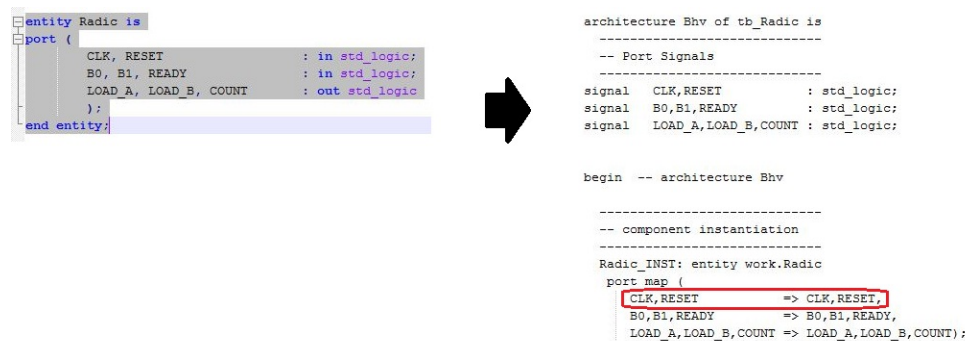 entity Radic is
port (
CLK, RESET : in std_logic;
B0, B1, READY : in std_logic;
LOAD_A, LOAD_B, COUNT : out std_logic
);
end entity;
architecture Bhv of tb_Radic is
-----------------------------
-- Port Signals
-----------------------------
signal CLK,RESET : std_logic;
signal B0,B1,READY : std_logic;
signal LOAD_A,LOAD_B,COUNT : std_logic;
begin -- architecture Bhv
-----------------------------
-- component instantiation
-----------------------------
Radic_INST: entity work.Radic
port map (
CLK,RESET => CLK,RESET,
B0,B1,READY => B0,B1,READY,
LOAD_A,LOAD_B,COUNT => LOAD_A,LOAD_B,COUNT);